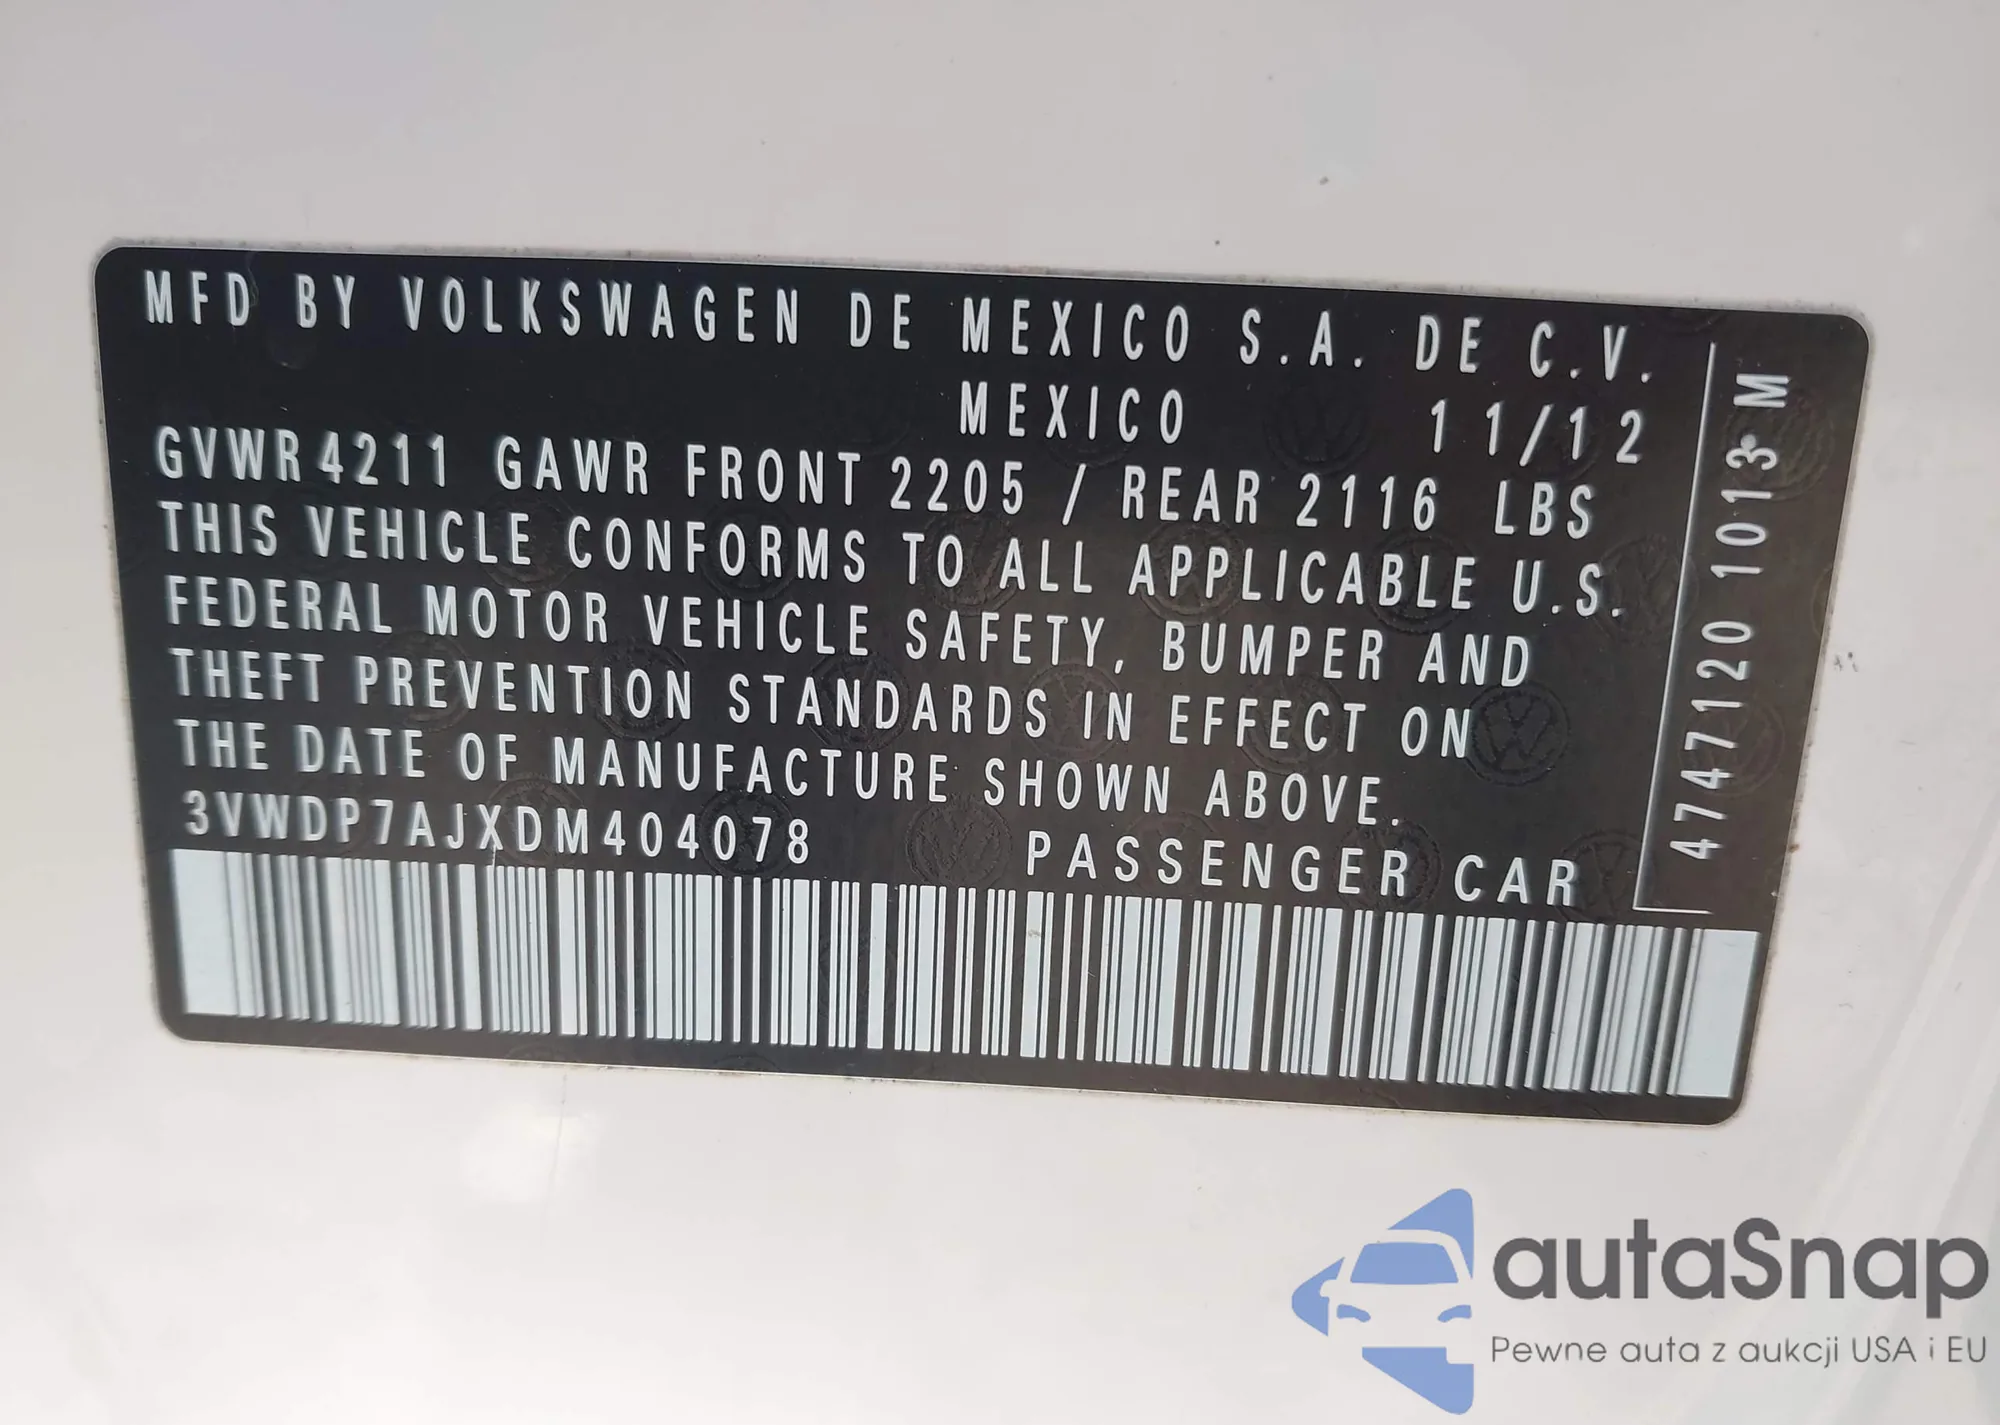 MFD BY VOLKSWAGEN DE MEXICO S.A. DE C.V.
MEXICO 11/12
GVWR 4211 GAWR FRONT 2205 / REAR 2116 LBS
THIS VEHICLE CONFORMS TO ALL APPLICABLE U.S.
FEDERAL MOTOR VEHICLE SAFETY, BUMPER AND
THEFT PREVENTION STANDARDS IN EFFECT ON
THE DATE OF MANUFACTURE SHOWN ABOVE.
3VWDP7AJXDM404078 PASSENGER CAR
4747120 1013* M
autaSnap
Pewne auta z aukcji USA i EU